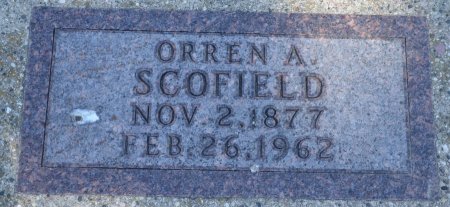 ORREN A.
SCOFIELD
NOV. 2, 1877
FEB. 26, 1962